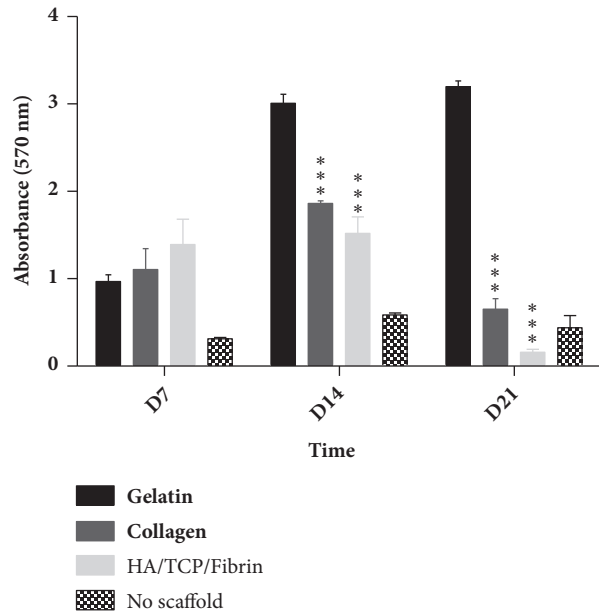 4
3
2
1
0
Absorbance (570 nm)
***
***
***
***
D7
D14
D21
Time
Gelatin
Collagen
HA/TCP/Fibrin
No scaffold